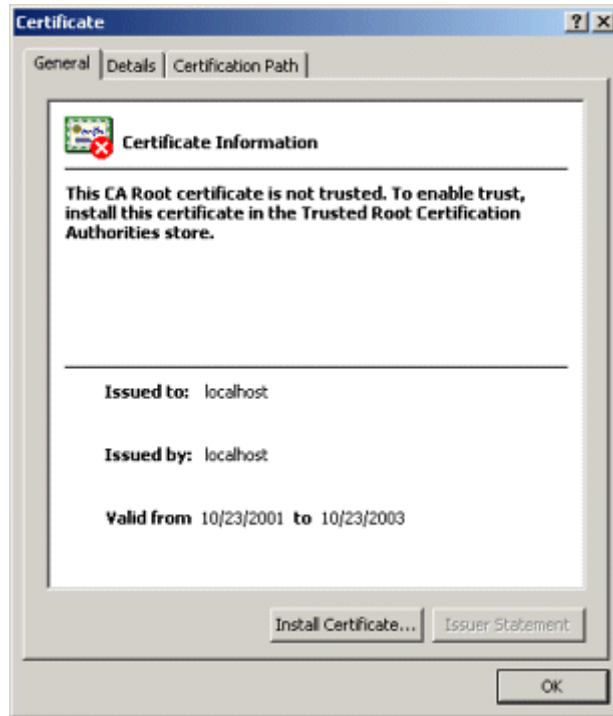 Certificate
General Details Certification Path
Certificate Information
This CA Root certificate is not trusted. To enable trust,
install this certificate in the Trusted Root Certification
Authorities store.
Issued to: localhost
Issued by: localhost
Valid from 10/23/2001 to 10/23/2003
Install Certificate... Issuer Statement
OK